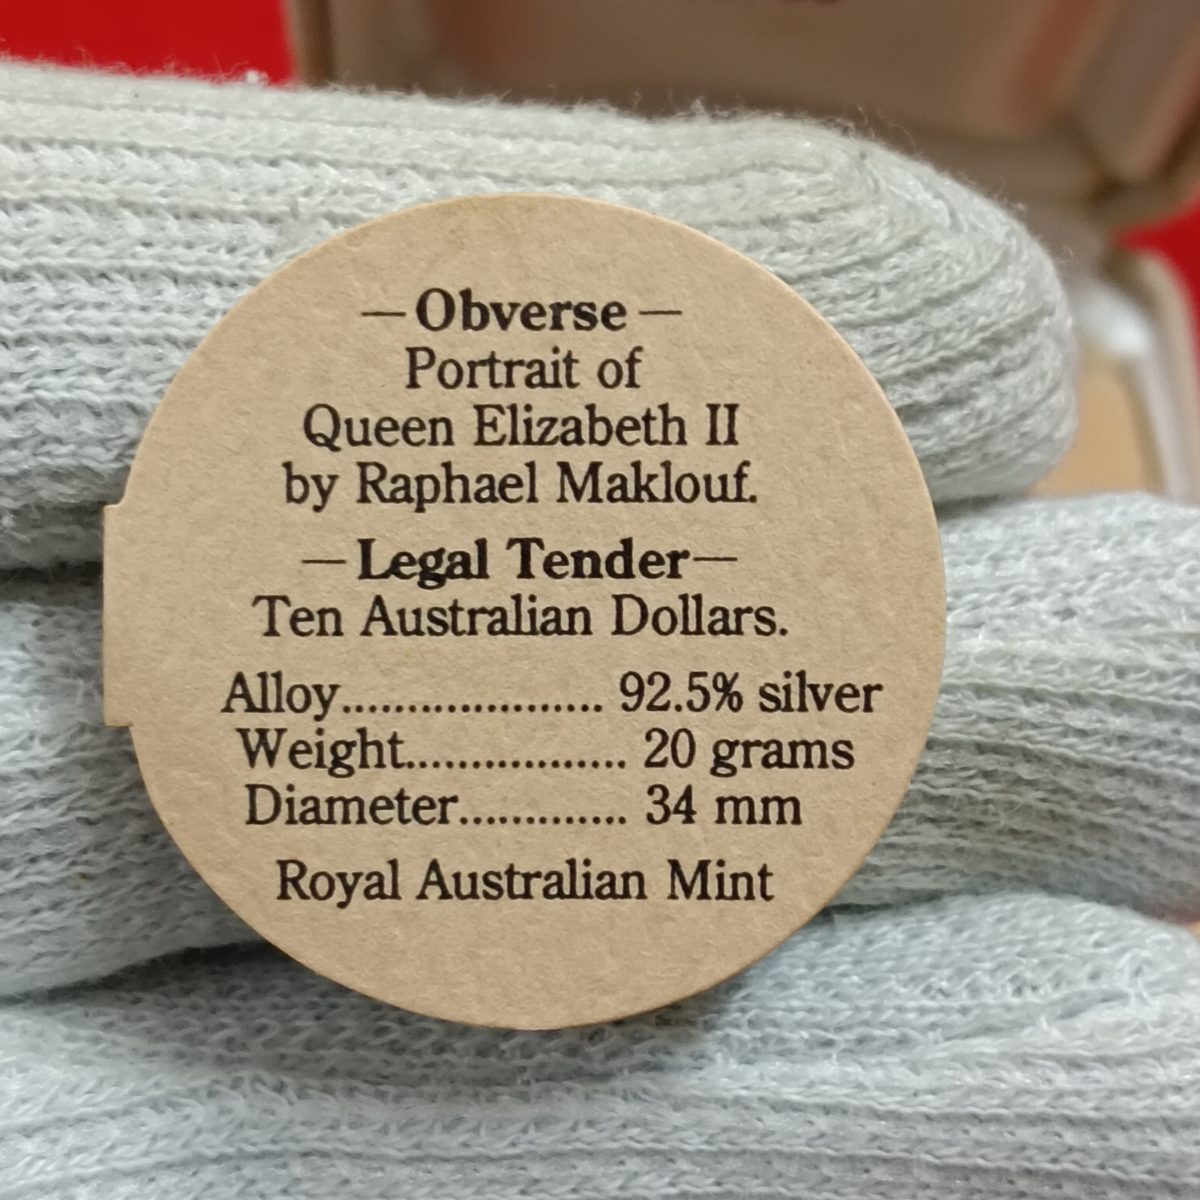 —Obverse—
Portrait of
Queen Elizabeth II
by Raphael Maklouf.
—Legal Tender—
Ten Australian Dollars.
Alloy.................... 92.5% silver
Weight................. 20 grams
Diameter............. 34 mm
Royal Australian Mint